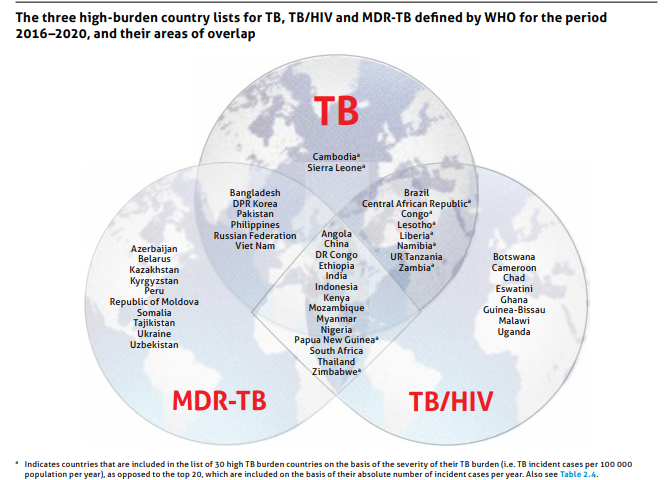 The three high-burden country lists for TB, TB/HIV and MDR-TB defined by WHO for the period
2016–2020, and their areas of overlap
TB
Cambodiaᵃ
Sierra Leoneᵃ
Bangladesh
DPR Korea
Pakistan
Philippines
Russian Federation
Viet Nam
Brazil
Central African Republicᵃ
Congoᵃ
Lesothoᵃ
Liberiaᵃ
Namibiaᵃ
UR Tanzania
Zambiaᵃ
Angola
China
DR Congo
Ethiopia
India
Indonesia
Kenya
Mozambique
Myanmar
Nigeria
Papua New Guineaᵃ
South Africa
Thailand
Zimbabweᵃ
Azerbaijan
Belarus
Kazakhstan
Kyrgyzstan
Peru
Republic of Moldova
Somalia
Tajikistan
Ukraine
Uzbekistan
Botswana
Cameroon
Chad
Eswatini
Ghana
Guinea-Bissau
Malawi
Uganda
MDR-TB
TB/HIV
ᵃ Indicates countries that are included in the list of 30 high TB burden countries on the basis of the severity of their TB burden (i.e. TB incident cases per 100 000
population per year), as opposed to the top 20, which are included on the basis of their absolute number of incident cases per year. Also see Table 2.4.